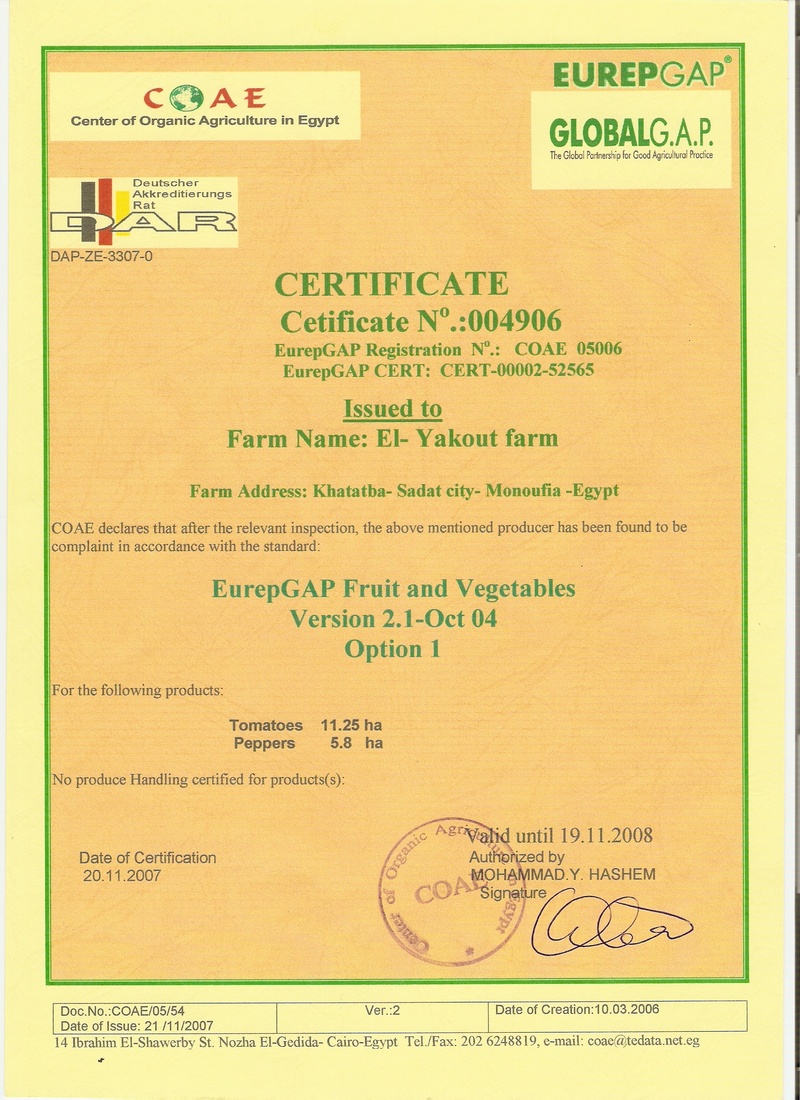 COAE
Center of Organic Agriculture in Egypt
EUREPGAP®
GLOBALG.A.P.
The Global Partnership for Good Agricultural Practice
Deutscher
Akkreditierungs
Rat
DAR
DAP-ZE-3307-0
CERTIFICATE
Cetificate Nº.:004906
EurepGAP Registration Nº.: COAE 05006
EurepGAP CERT: CERT-00002-52565
Issued to
Farm Name: El- Yakout farm
Farm Address: Khatatba- Sadat city- Monoufia -Egypt
COAE declares that after the relevant inspection, the above mentioned producer has been found to be
complaint in accordance with the standard:
EurepGAP Fruit and Vegetables
Version 2.1-Oct 04
Option 1
For the following products:
Tomatoes 11.25 ha
Peppers 5.8 ha
No produce Handling certified for products(s):
Valid until 19.11.2008
Date of Certification
20.11.2007
Authorized by
MOHAMMAD.Y. HASHEM
Signature
Center of Organic Agriculture in Egypt
COAE
Doc.No.:COAE/05/54
Date of Issue: 21 /11/2007
Ver.:2
Date of Creation:10.03.2006
14 Ibrahim El-Shawerby St. Nozha El-Gedida- Cairo-Egypt Tel./Fax: 202 6248819, e-mail: coae@tedata.net.eg